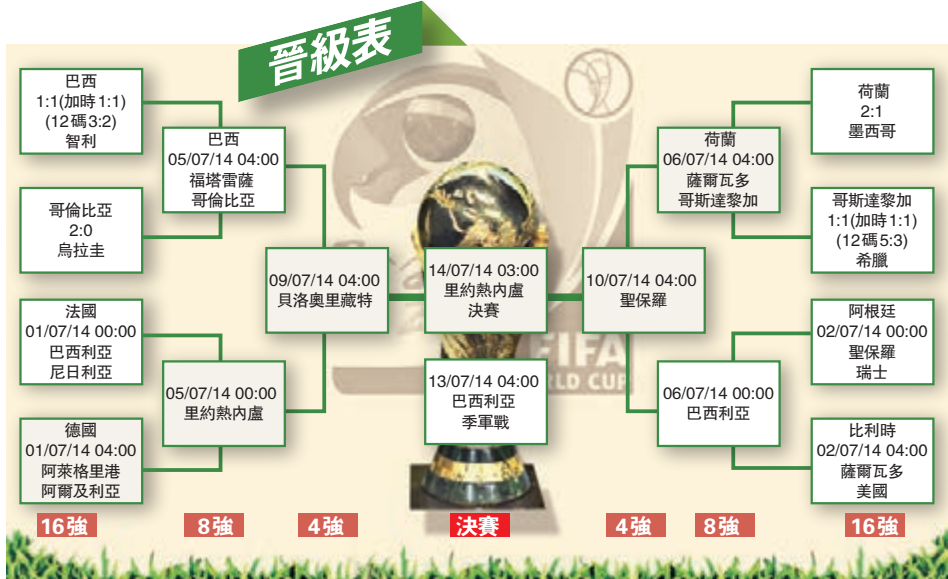 晉級表
巴西
1:1(加時1:1)
(12碼3:2)
智利
哥倫比亞
2:0
烏拉圭
法國
01/07/14 00:00
巴西利亞
尼日利亞
德國
01/07/14 04:00
阿萊格里港
阿爾及利亞
巴西
05/07/14 04:00
福塔雷薩
哥倫比亞
05/07/14 00:00
里約熱內盧
09/07/14 04:00
貝洛奧里藏特
14/07/14 03:00
里約熱內盧
決賽
13/07/14 04:00
巴西利亞
季軍戰
10/07/14 04:00
聖保羅
荷蘭
06/07/14 04:00
薩爾瓦多
哥斯達黎加
06/07/14 00:00
巴西利亞
荷蘭
2:1
墨西哥
哥斯達黎加
1:1(加時1:1)
(12碼5:3)
希臘
阿根廷
02/07/14 00:00
聖保羅
瑞士
比利時
02/07/14 04:00
薩爾瓦多
美國
FIFA
RLD CUP
16強
8強
4強
決賽
4強
8強
16強